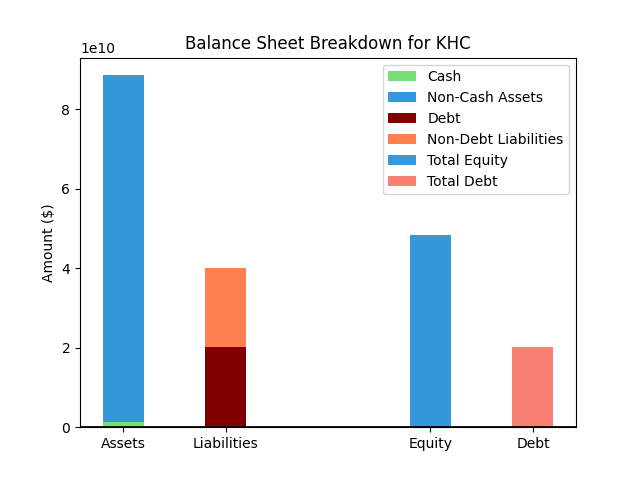 Balance Sheet Breakdown for KHC
1e10
Cash
Non-Cash Assets
Debt
Non-Debt Liabilities
Total Equity
Total Debt
Amount ($)
8
6
4
2
0
Assets Liabilities Equity Debt